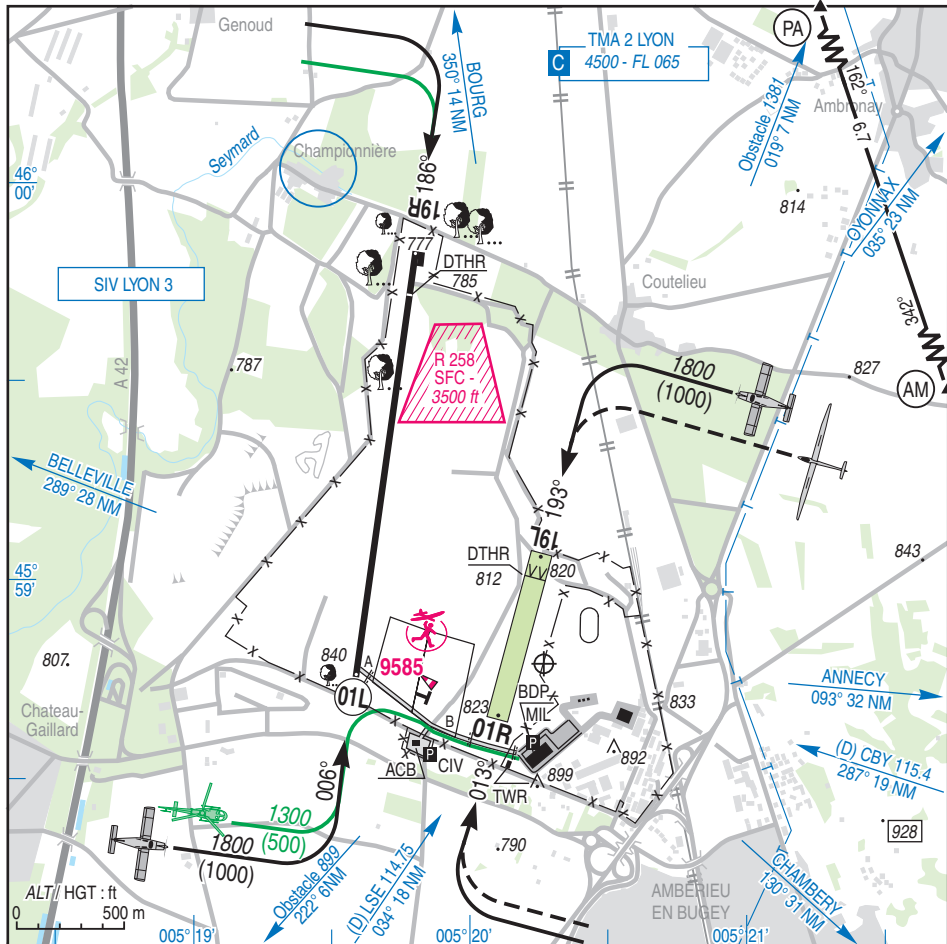 Genoud
BOURG
350° 14 NM
C
TMA 2 LYON
4500 - FL 065
PA
Obstacle 1381
019° 7 NM
162°
6.7
Ambronay
Seymard
Championnière
186°
19R
46°
00'
814
OYONNAX
035° 23 NM
777
DTHR
785
SIV LYON 3
Coutelieu
342°
A 42
787
R 258
SFC -
3500 ft
1800
(1000)
827
AM
BELLEVILLE
289° 28 NM
193°
19L
DTHR
812
820
843
45°
59'
807
840
A
9585
01L
B
823
01R
BDP
MIL
833
ANNECY
093° 32 NM
Chateau-
Gaillard
P
P
ACB
CIV
TWR
899
892
(D) CBY 115.4
287° 19 NM
006°
013°
1300
(500)
1800
(1000)
790
928
Obstacle 899
222° 6NM
(D) LSE 114.75
034° 18 NM
AMBERIEU
EN BUGEY
CHAMBERY
130° 31 NM
ALT / HGT : ft
0 500 m
005° 19'
005° 20'
005° 21'